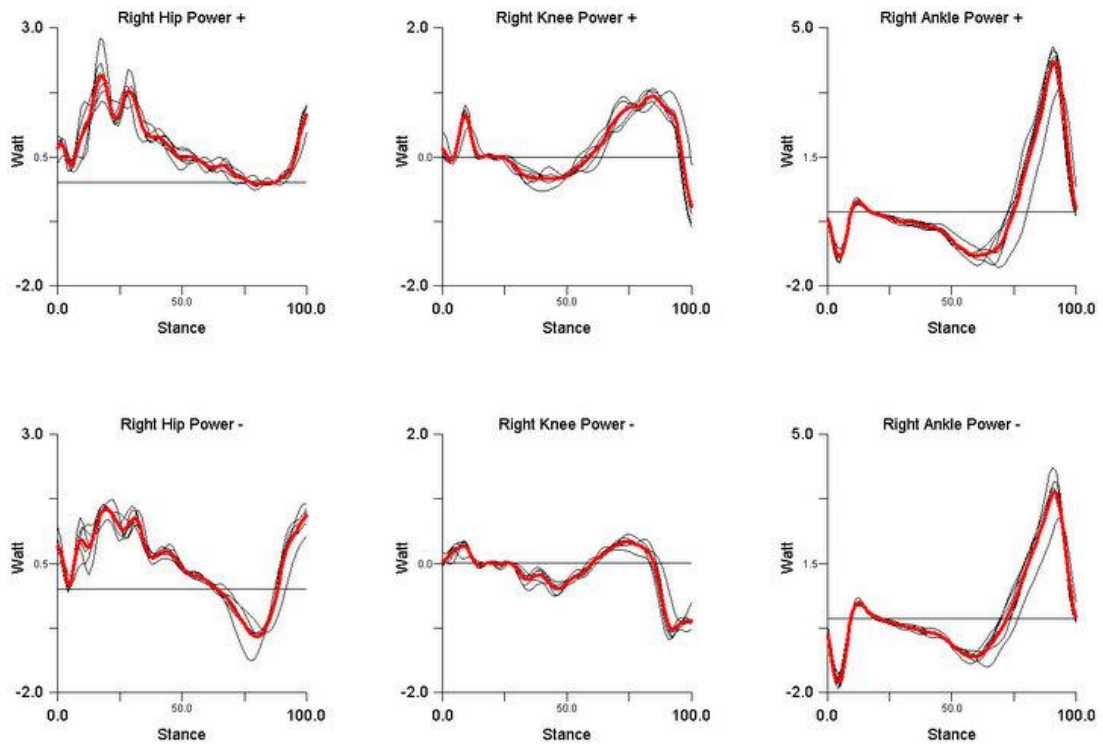 Right Hip Power +
3.0
Watt
0.5
-2.0
0.0
50.0
100.0
Stance
Right Knee Power +
2.0
Watt
0.0
-2.0
0.0
50.0
100.0
Stance
Right Ankle Power +
5.0
Watt
1.5
-2.0
0.0
50.0
100.0
Stance
Right Hip Power -
3.0
Watt
0.5
-2.0
0.0
50.0
100.0
Stance
Right Knee Power -
2.0
Watt
0.0
-2.0
0.0
50.0
100.0
Stance
Right Ankle Power -
5.0
Watt
1.5
-2.0
0.0
50.0
100.0
Stance